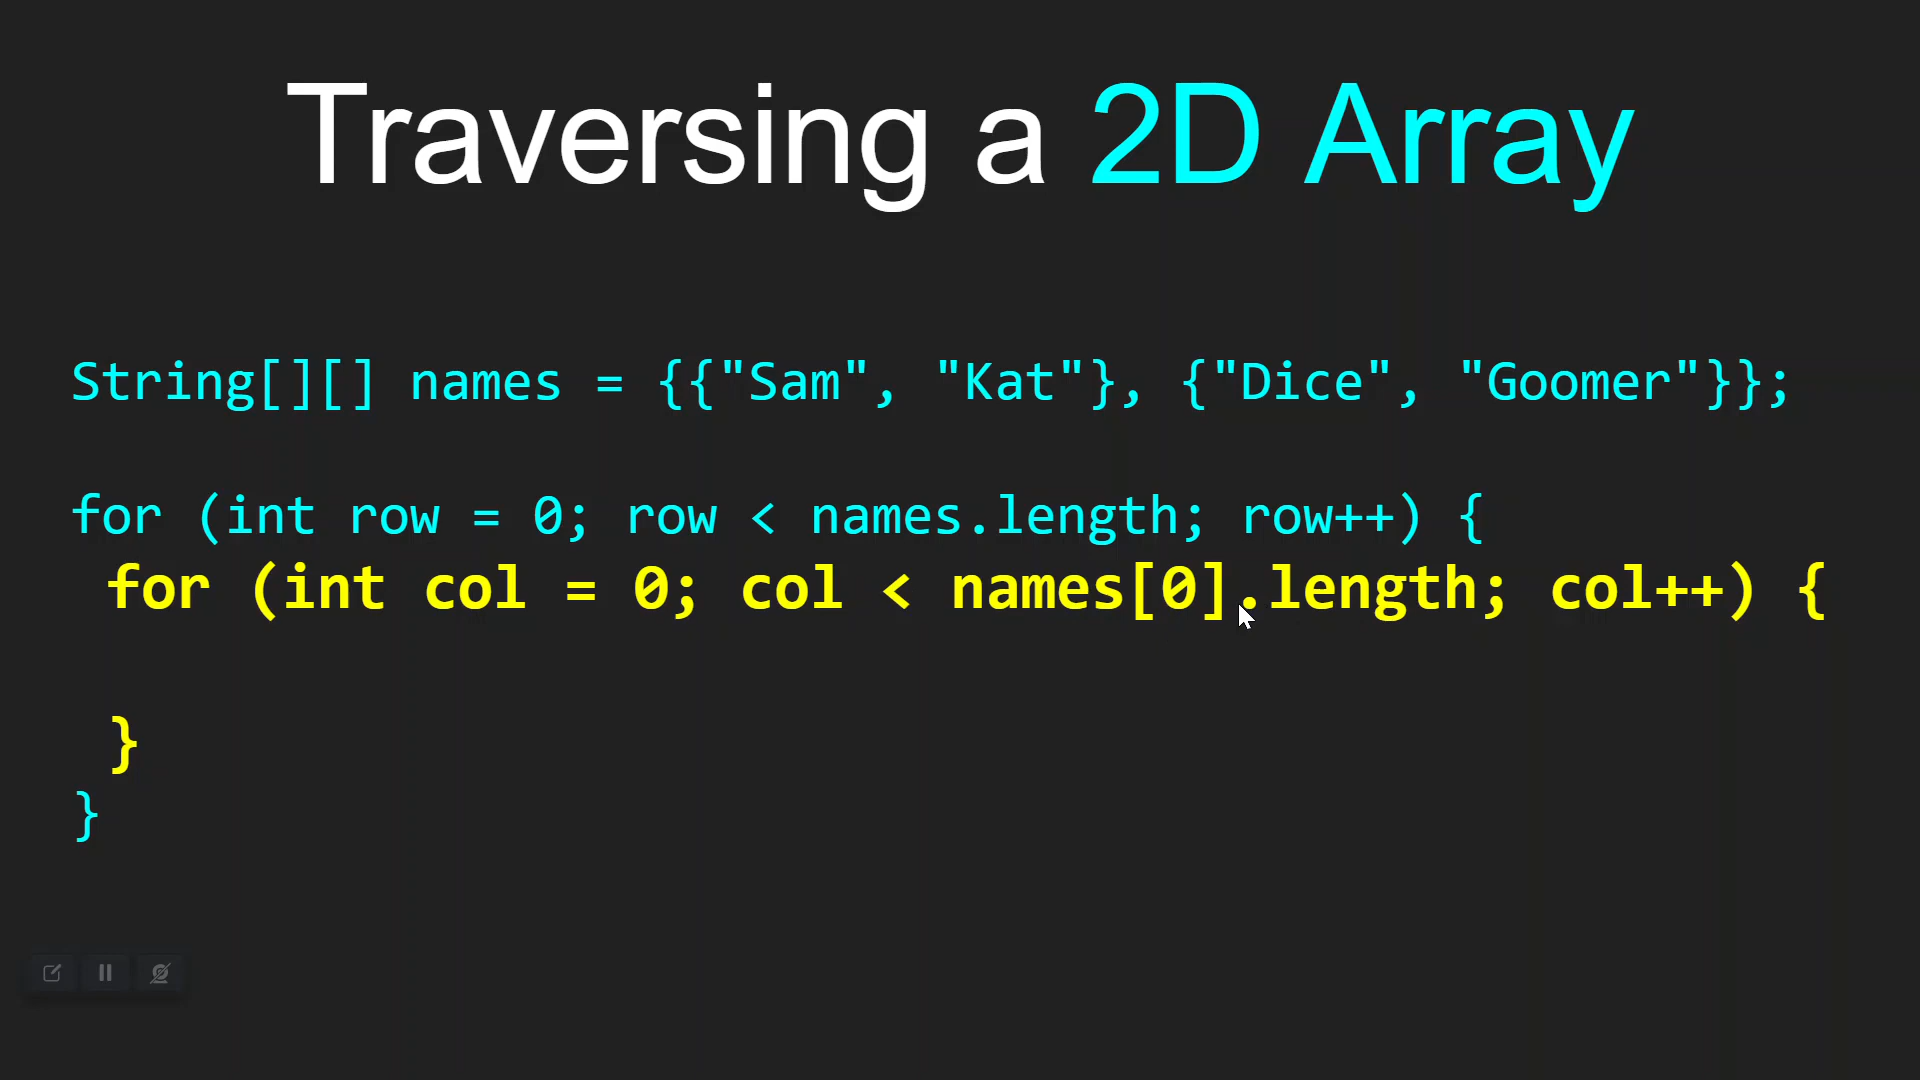 Traversing a 2D Array
String[][] names = {{"Sam", "Kat"}, {"Dice", "Goomer"}};
for (int row = 0; row < names.length; row++) {
for (int col = 0; col < names[0].length; col++) {
}
}